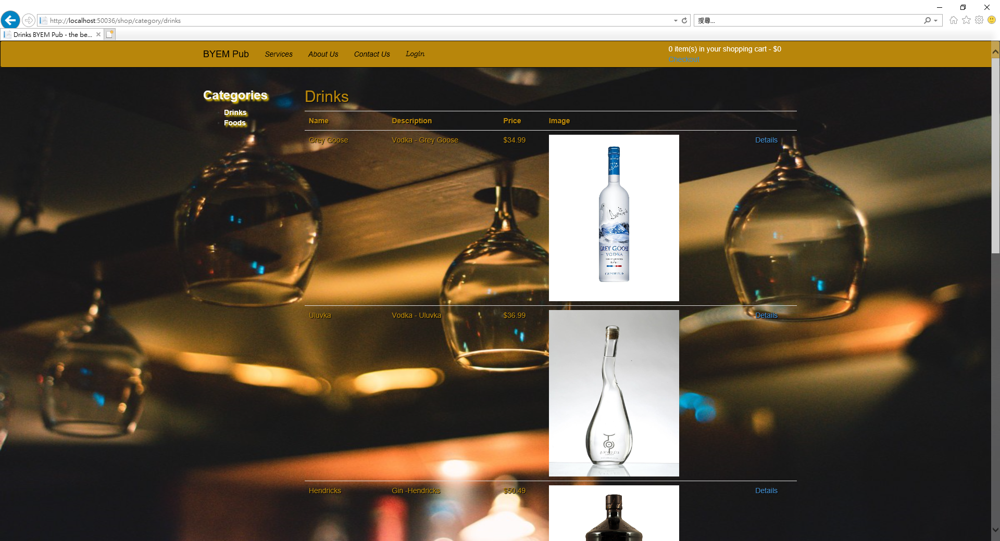 http://localhost:50036/shop/category/drinks
搜尋...
Drinks BYEM Pub - the be...
BYEM Pub
Services
About Us
Contact Us
Login
0 item(s) in your shopping cart - $0
Checkout
Categories
Drinks
Foods
Drinks
Name Description Price Image
Grey Goose Vodka - Grey Goose $34.99 Details
GREY GOOSE
VODKA
IMPORTED
Uluvka Vodka - Uluvka $36.99 Details
Hendricks Gin -Hendricks $50.49 Details